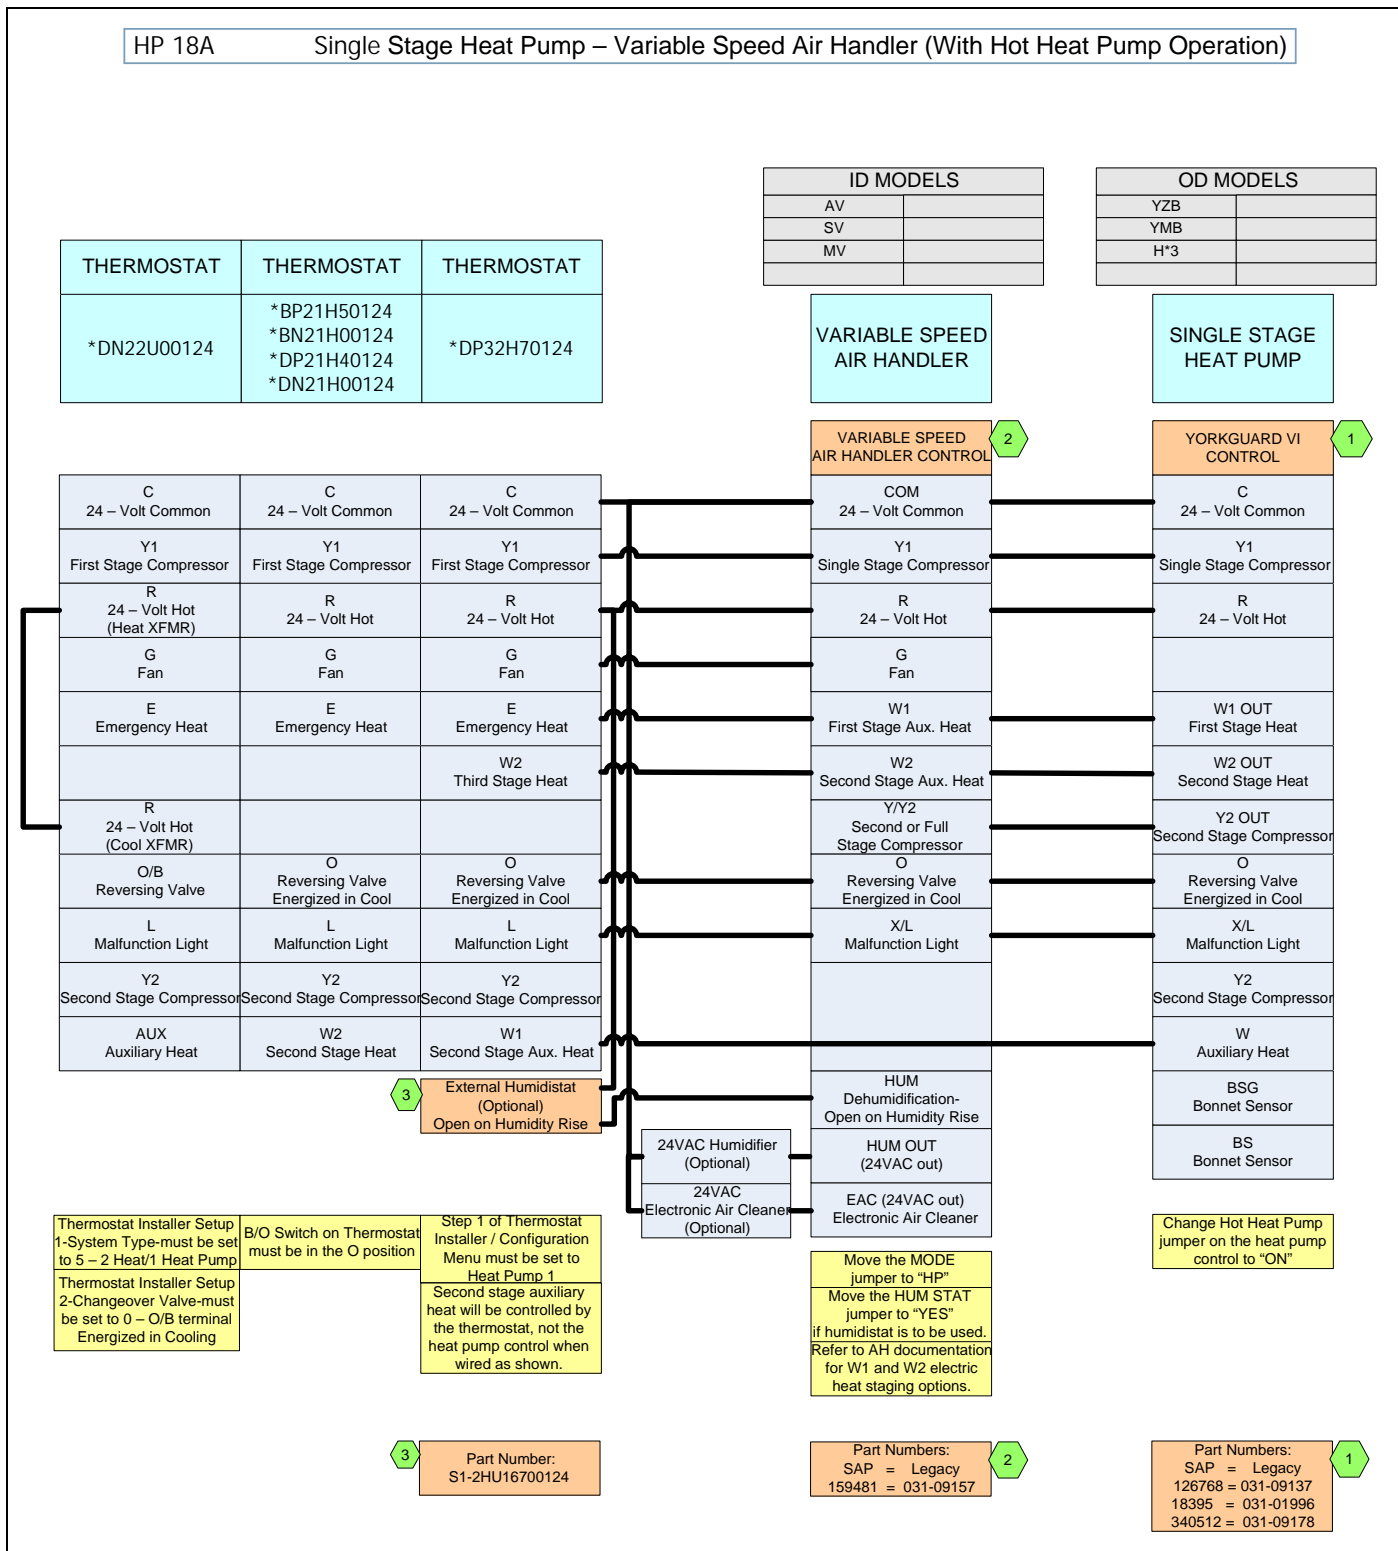 HP 18A Single Stage Heat Pump – Variable Speed Air Handler (With Hot Heat Pump Operation)
ID MODELS
AV
SV
MV
OD MODELS
YZB
YMB
H*3
THERMOSTAT
*DN22U00124
THERMOSTAT
*BP21H50124
*BN21H00124
*DP21H40124
*DN21H00124
THERMOSTAT
*DP32H70124
VARIABLE SPEED
AIR HANDLER
SINGLE STAGE
HEAT PUMP
VARIABLE SPEED
AIR HANDLER CONTROL
2
YORKGUARD VI
CONTROL
1
C
24 – Volt Common
Y1
First Stage Compressor
R
24 – Volt Hot
(Heat XFMR)
G
Fan
E
Emergency Heat
R
24 – Volt Hot
(Cool XFMR)
O/B
Reversing Valve
L
Malfunction Light
Y2
Second Stage Compressor
AUX
Auxiliary Heat
C
24 – Volt Common
Y1
First Stage Compressor
R
24 – Volt Hot
G
Fan
E
Emergency Heat
O
Reversing Valve
Energized in Cool
L
Malfunction Light
Y2
Second Stage Compressor
W2
Second Stage Heat
C
24 – Volt Common
Y1
First Stage Compressor
R
24 – Volt Hot
G
Fan
E
Emergency Heat
W2
Third Stage Heat
O
Reversing Valve
Energized in Cool
L
Malfunction Light
Y2
Second Stage Compressor
W1
Second Stage Aux. Heat
3
External Humidistat
(Optional)
Open on Humidity Rise
COM
24 – Volt Common
Y1
Single Stage Compressor
R
24 – Volt Hot
G
Fan
W1
First Stage Aux. Heat
W2
Second Stage Aux. Heat
Y/Y2
Second or Full
Stage Compressor
O
Reversing Valve
Energized in Cool
X/L
Malfunction Light
HUM
Dehumidification-
Open on Humidity Rise
HUM OUT
(24VAC out)
EAC (24VAC out)
Electronic Air Cleaner
24VAC Humidifier
(Optional)
24VAC
Electronic Air Cleaner
(Optional)
C
24 – Volt Common
Y1
Single Stage Compressor
R
24 – Volt Hot
W1 OUT
First Stage Heat
W2 OUT
Second Stage Heat
Y2 OUT
Second Stage Compressor
O
Reversing Valve
Energized in Cool
X/L
Malfunction Light
Y2
Second Stage Compressor
W
Auxiliary Heat
BSG
Bonnet Sensor
BS
Bonnet Sensor
Thermostat Installer Setup
1-System Type-must be set
to 5 – 2 Heat/1 Heat Pump
Thermostat Installer Setup
2-Changeover Valve-must
be set to 0 – O/B terminal
Energized in Cooling
B/O Switch on Thermostat
must be in the O position
Step 1 of Thermostat
Installer / Configuration
Menu must be set to
Heat Pump 1
Second stage auxiliary
heat will be controlled by
the thermostat, not the
heat pump control when
wired as shown.
Move the MODE
jumper to “HP”
Move the HUM STAT
jumper to “YES”
if humidistat is to be used.
Refer to AH documentation
for W1 and W2 electric
heat staging options.
Change Hot Heat Pump
jumper on the heat pump
control to “ON”
3
Part Number:
S1-2HU16700124
Part Numbers:
SAP = Legacy
159481 = 031-09157
2
Part Numbers:
SAP = Legacy
126768 = 031-09137
18395 = 031-01996
340512 = 031-09178
1